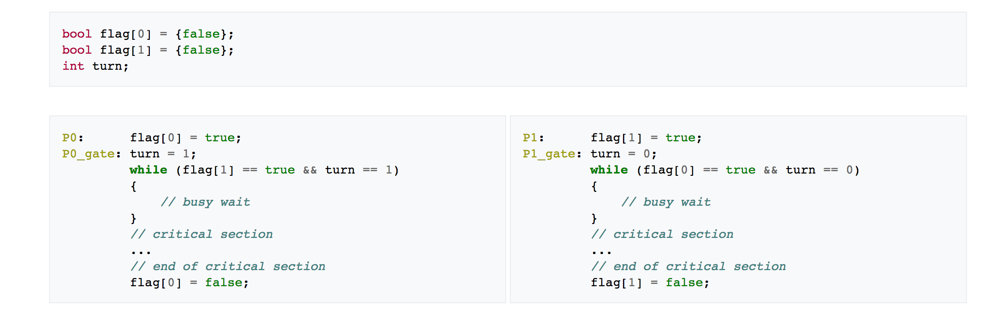 bool flag[0] = {false};
bool flag[1] = {false};
int turn;
P0:      flag[0] = true;
P0_gate: turn = 1;
         while (flag[1] == true && turn == 1)
         {
             // busy wait
         }
         // critical section
         ...
         // end of critical section
         flag[0] = false;
P1:      flag[1] = true;
P1_gate: turn = 0;
         while (flag[0] == true && turn == 0)
         {
             // busy wait
         }
         // critical section
         ...
         // end of critical section
         flag[1] = false;